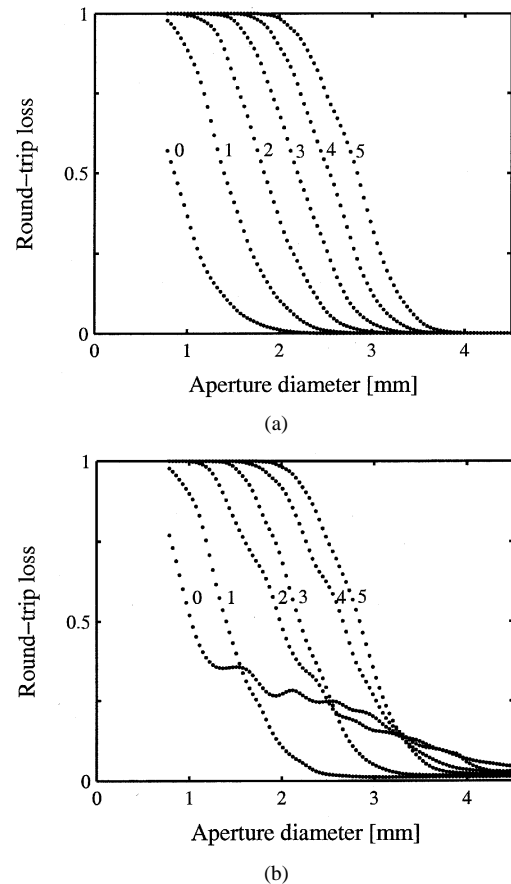 1
Round-trip loss
0 1 2 3 4 5
0.5
0
0 1 2 3 4
Aperture diameter [mm]
(a)
1
Round-trip loss
0 1 2 3 4 5
0.5
0
0 1 2 3 4
Aperture diameter [mm]
(b)